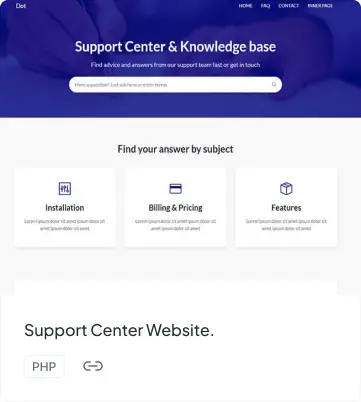 Dot
HOME FAQ CONTACT INNER PAGE
Support Center & Knowledge base
Find advice and answers from our support team fast or get in touch
Have a question? Just ask here or enter terms
Find your answer by subject
Installation
Lorem ipsum dolor sit amet ipsum dolor sit
amet ipsum dolor sit amet
Billing & Pricing
Lorem ipsum dolor sit amet ipsum dolor sit
amet ipsum dolor sit amet
Features
Lorem ipsum dolor sit amet ipsum dolor sit
amet ipsum dolor sit amet
Support Center Website.
PHP